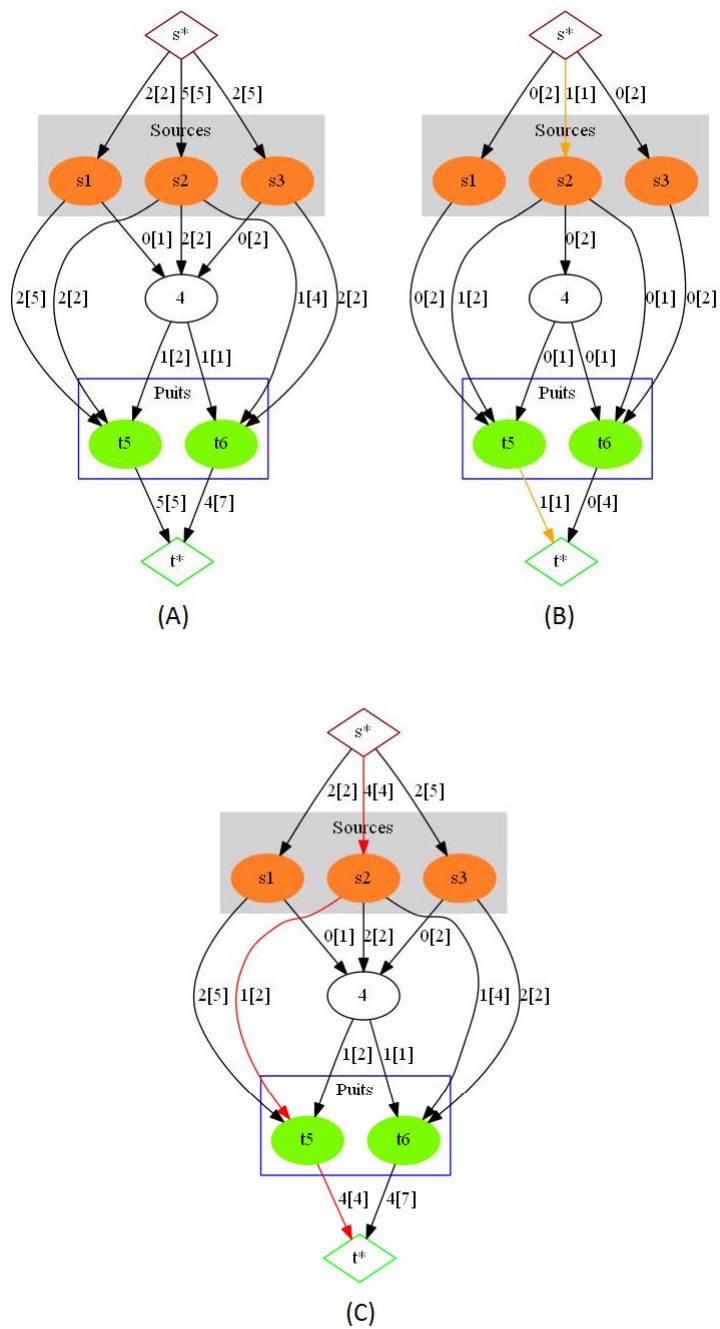 s*
2[2]
5[5]
2[5]
Sources
s1
s2
s3
0[1]
2[2]
0[2]
4
2[5]
2[2]
1[4]
2[2]
1[2]
1[1]
Puits
t5
t6
5[5]
4[7]
t*
(A)
s*
0[2]
1[1]
0[2]
Sources
s1
s2
s3
0[2]
4
0[2]
1[2]
0[1]
0[2]
0[1]
0[1]
Puits
t5
t6
1[1]
0[4]
t*
(B)
s*
2[2]
4[4]
2[5]
Sources
s1
s2
s3
0[1]
2[2]
0[2]
4
2[5]
1[2]
1[4]
2[2]
1[2]
1[1]
Puits
t5
t6
4[4]
4[7]
t*
(C)